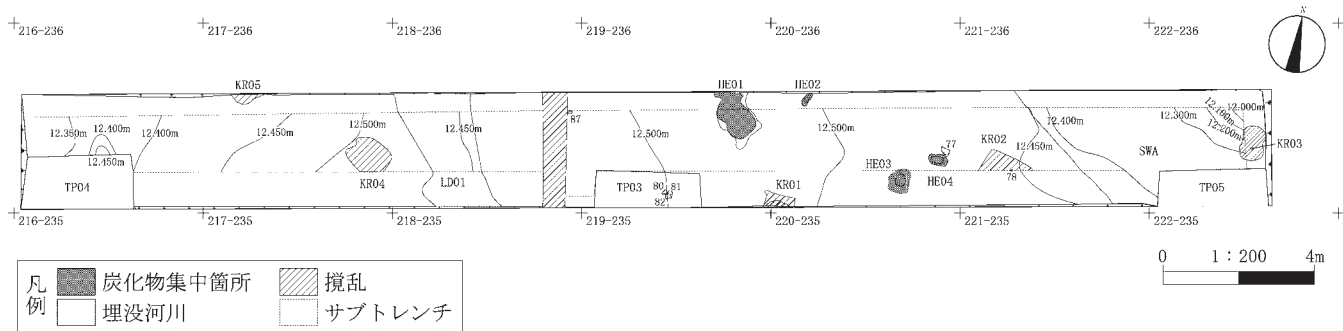 N
216-236 217-236 218-236 219-236 220-236 221-236 222-236
KR05 HE01 HE02
87
12.350m 12.400m 12.400m 12.450m 12.500m 12.450m 12.500m 12.500m 12.450m 12.400m 12.300m 12.200m 12.100m 12.000m
12.450m
KR02 77 SWA KR03
TP04 KR04 LD01 TP03 80 81 82 KR01 HE03 HE04 78 TP05
216-235 217-235 218-235 219-235 220-235 221-235 222-235
凡例
炭化物集中箇所 撹乱
埋没河川 サブトレンチ
0 1：200 4m